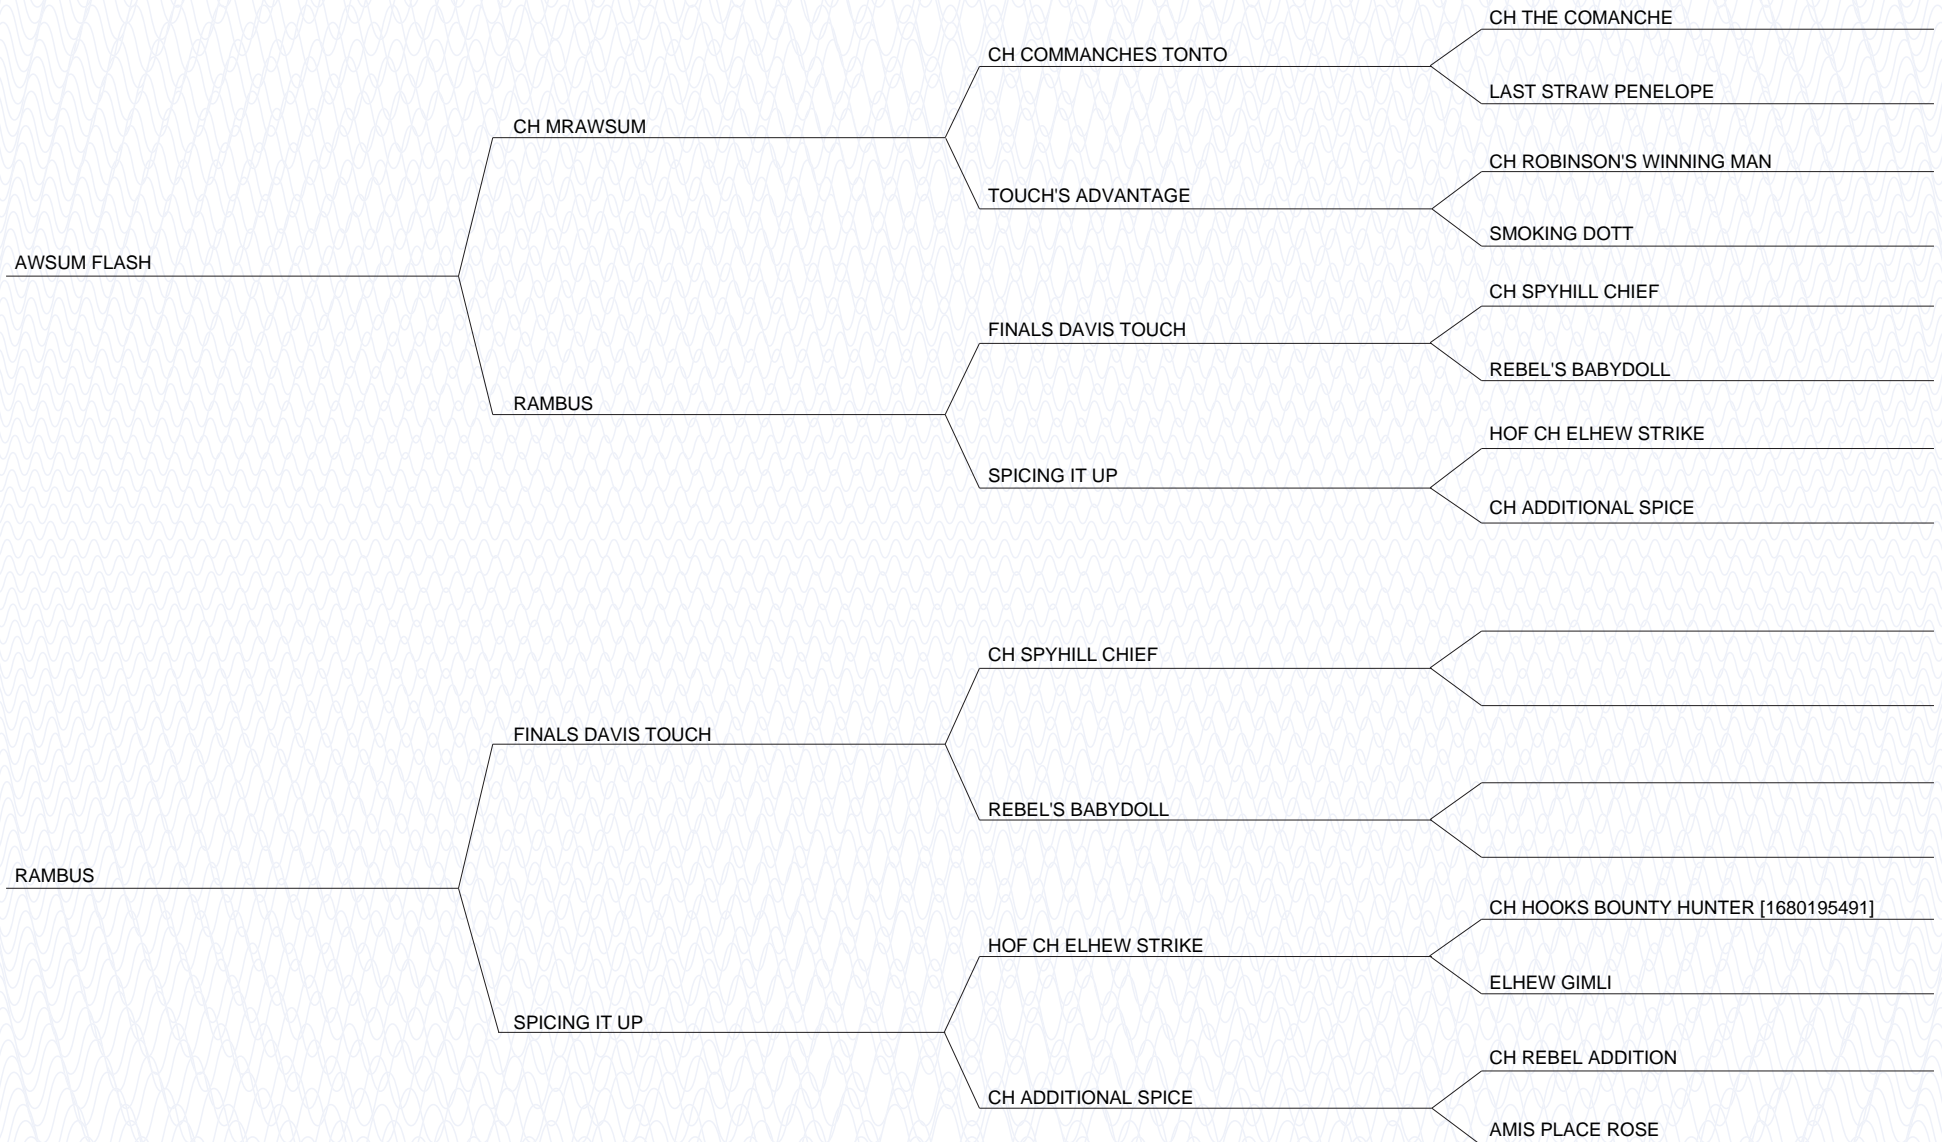 CH THE COMANCHE
CH COMMANCHES TONTO
LAST STRAW PENELOPE
CH MRAWSUM
CH ROBINSON'S WINNING MAN
TOUCH'S ADVANTAGE
SMOKING DOTT
AWSUM FLASH
CH SPYHILL CHIEF
FINALS DAVIS TOUCH
REBEL'S BABYDOLL
RAMBUS
HOF CH ELHEW STRIKE
SPICING IT UP
CH ADDITIONAL SPICE
CH SPYHILL CHIEF
FINALS DAVIS TOUCH
REBEL'S BABYDOLL
RAMBUS
CH HOOKS BOUNTY HUNTER [1680195491]
HOF CH ELHEW STRIKE
ELHEW GIMLI
SPICING IT UP
CH REBEL ADDITION
CH ADDITIONAL SPICE
AMIS PLACE ROSE